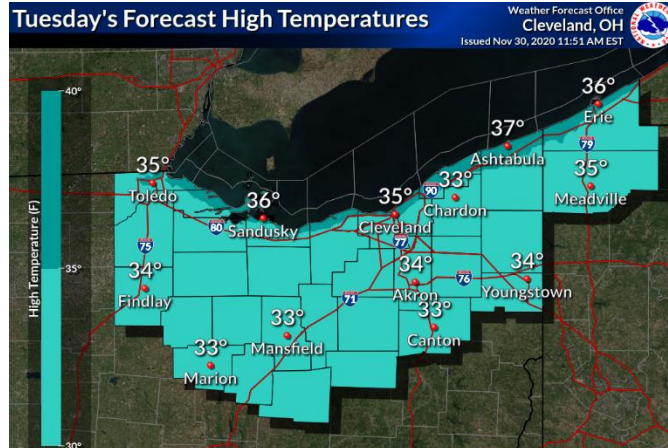 Tuesday's Forecast High Temperatures
Weather Forecast Office
Cleveland, OH
Issued Nov 30, 2020 11:51 AM EST
40°
35°
30°
High Temperature (F)
36°
Erie
37°
Ashtabula
79
35°
Meadville
35°
Toledo
90
33°
Chardon
36°
Sandusky
80
35°
Cleveland
77
75
34°
Findlay
34°
Akron
76
34°
Youngstown
71
33°
Mansfield
33°
Canton
33°
Marion